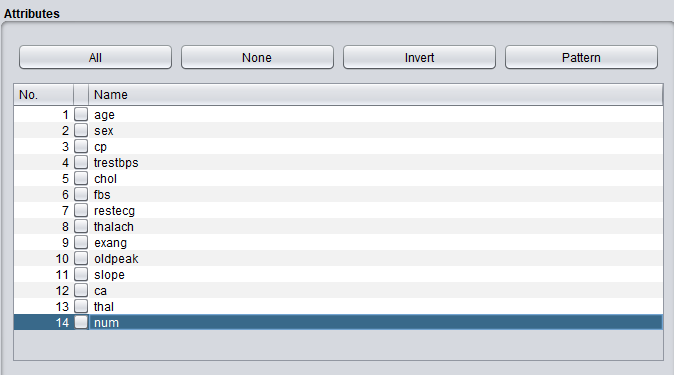 Attributes
All None Invert Pattern
No. Name
1 age
2 sex
3 cp
4 trestbps
5 chol
6 fbs
7 restecg
8 thalach
9 exang
10 oldpeak
11 slope
12 ca
13 thal
14 num